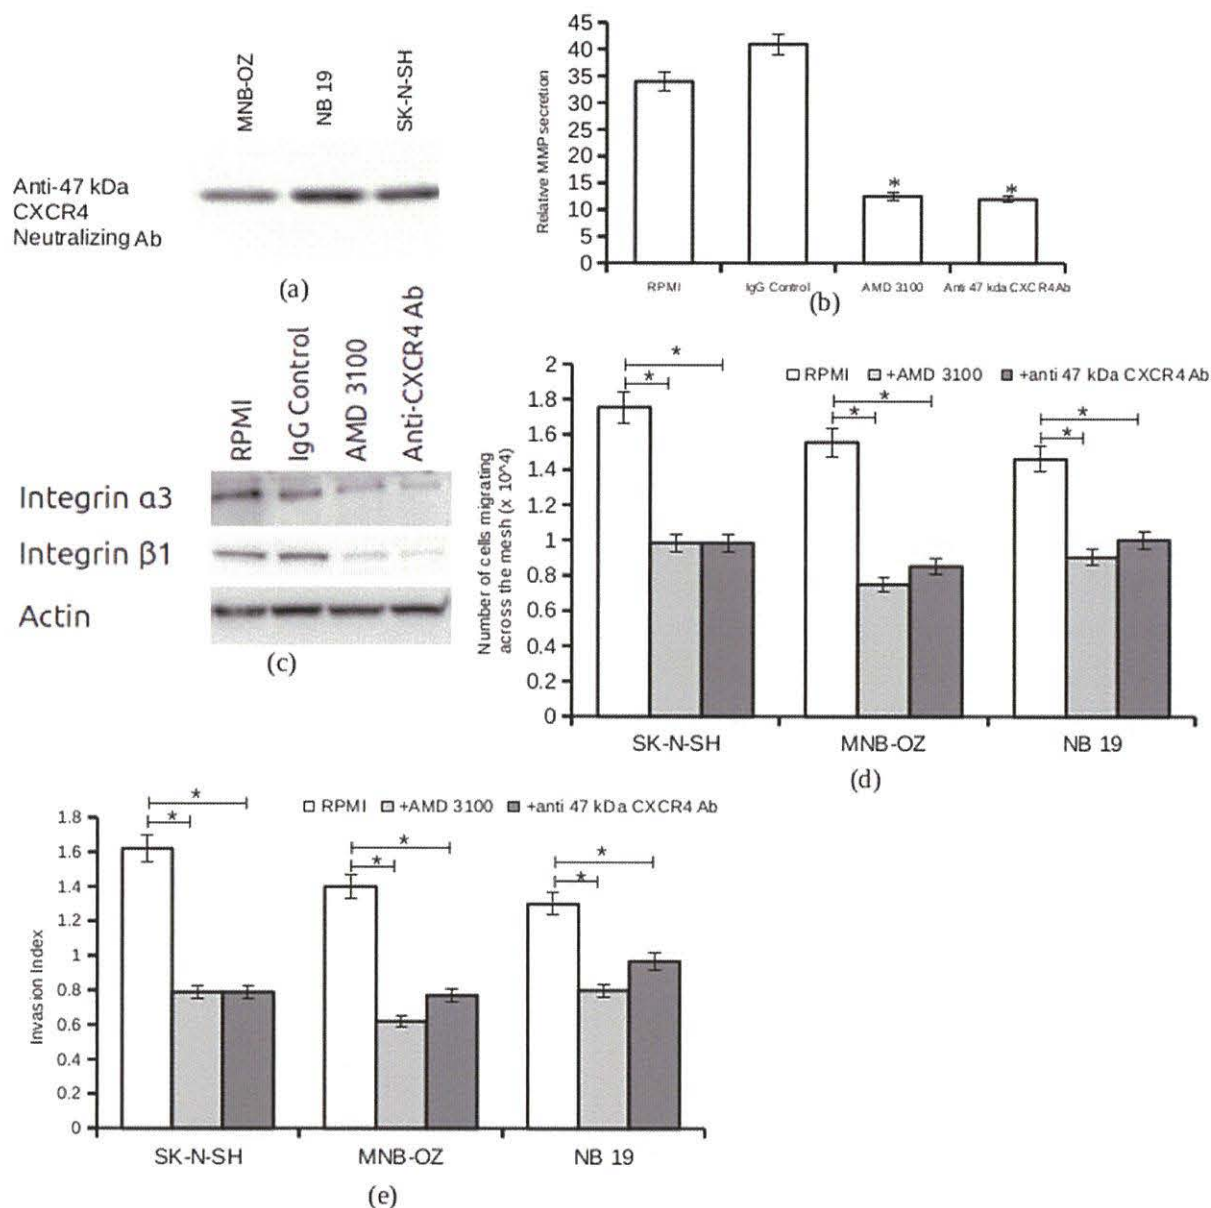 MNB-OZ
NB 19
SK-N-SH
Anti-47 kDa
CXCR4
Neutralizing Ab
(a)
45
40
35
30
25
20
15
10
5
0
Relative MMP secretion
*
*
RPMI
IgG Control
AMD 3100
Anti 47 kda CXCR4Ab
(b)
RPMI
IgG Control
AMD 3100
Anti-CXCR4 Ab
Integrin α3
Integrin β1
Actin
(c)
RPMI +AMD 3100 +anti 47 kDa CXCR4 Ab
2
1.8
1.6
1.4
1.2
1
0.8
0.6
0.4
0.2
0
Number of cells migrating
across the mesh (x 10^4)
*
*
*
*
*
*
SK-N-SH
MNB-OZ
NB 19
(d)
RPMI +AMD 3100 +anti 47 kDa CXCR4 Ab
1.8
1.6
1.4
1.2
1
0.8
0.6
0.4
0.2
0
Invasion Index
*
*
*
*
*
*
SK-N-SH
MNB-OZ
NB 19
(e)